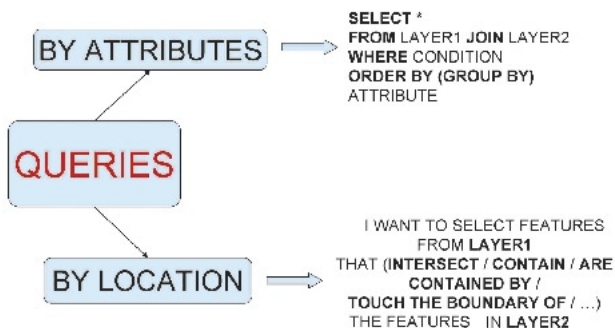 BY ATTRIBUTES
SELECT *
FROM LAYER1 JOIN LAYER2
WHERE CONDITION
ORDER BY (GROUP BY)
ATTRIBUTE
QUERIES
BY LOCATION
I WANT TO SELECT FEATURES
FROM LAYER1
THAT (INTERSECT / CONTAIN / ARE
CONTAINED BY /
TOUCH THE BOUNDARY OF / ...)
THE FEATURES IN LAYER2